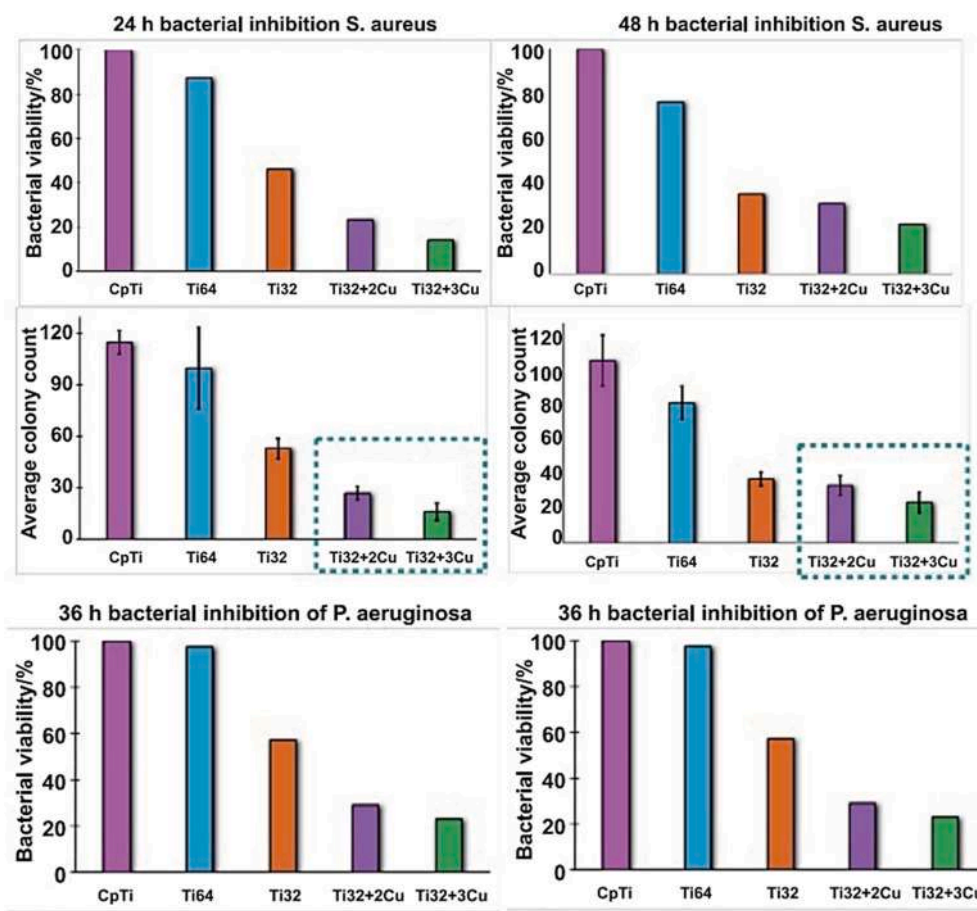 24 h bacterial inhibition S. aureus
Bacterial viability/%
100
80
60
40
20
0
CpTi Ti64 Ti32 Ti32+2Cu Ti32+3Cu
48 h bacterial inhibition S. aureus
Bacterial viability/%
100
80
60
40
20
0
CpTi Ti64 Ti32 Ti32+2Cu Ti32+3Cu
Average colony count
120
90
60
30
0
CpTi Ti64 Ti32 Ti32+2Cu Ti32+3Cu
Average colony count
120
100
80
60
40
20
0
CpTi Ti64 Ti32 Ti32+2Cu Ti32+3Cu
36 h bacterial inhibition of P. aeruginosa
Bacterial viability/%
100
80
60
40
20
0
CpTi Ti64 Ti32 Ti32+2Cu Ti32+3Cu
36 h bacterial inhibition of P. aeruginosa
Bacterial viability/%
100
80
60
40
20
0
CpTi Ti64 Ti32 Ti32+2Cu Ti32+3Cu